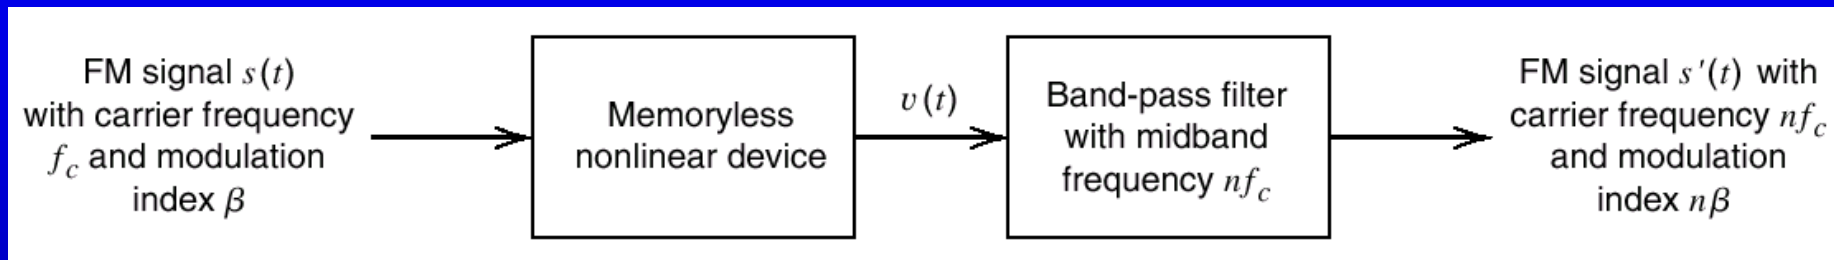 FM signal s(t)
with carrier frequency
f_c and modulation
index β
Memoryless
nonlinear device
v(t)
Band-pass filter
with midband
frequency nf_c
FM signal s'(t) with
carrier frequency nf_c
and modulation
index nβ